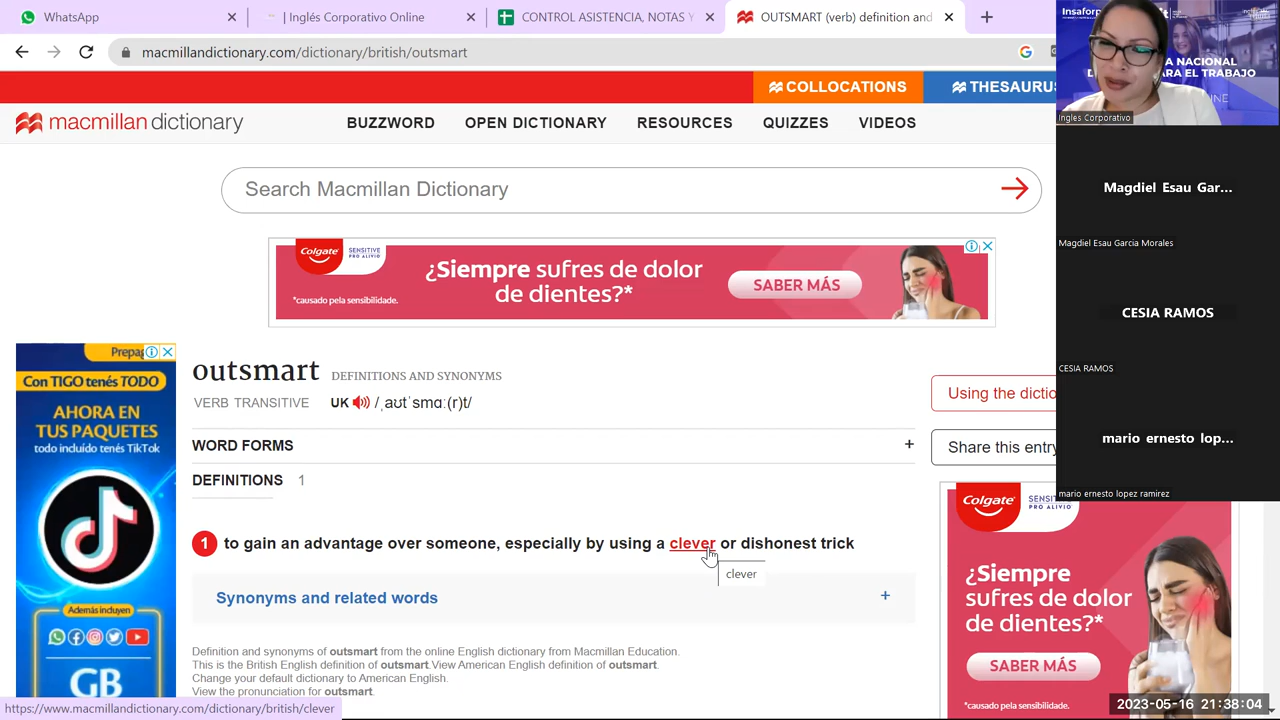 WhatsApp
| Inglés Corporativo Online
CONTROL ASISTENCIA NOTAS Y
OUTSMART (verb) definition and
macmillandictionary.com/dictionary/british/outsmart
COLLOCATIONS
THESAURUS
macmillan dictionary
BUZZWORD
OPEN DICTIONARY
RESOURCES
QUIZZES
VIDEOS
Search Macmillan Dictionary
Colgate
SENSITIVE
PRO ALIVIO
*causado pela sensibilidade.
¿Siempre sufres de dolor
de dientes?*
SABER MÁS
Prepag
Con TIGO tenés TODO
AHORA EN
TUS PAQUETES
todo incluido tenés TikTok
Además incluyen
GB
outsmart DEFINITIONS AND SYNONYMS
VERB TRANSITIVE UK /ˌaʊtˈsmɑː(r)t/
WORD FORMS +
DEFINITIONS 1
1 to gain an advantage over someone, especially by using a clever or dishonest trick
clever
Synonyms and related words +
Definition and synonyms of outsmart from the online English dictionary from Macmillan Education.
This is the British English definition of outsmart.View American English definition of outsmart.
Change your default dictionary to American English.
View the pronunciation for outsmart.
https://www.macmillandictionary.com/dictionary/british/clever
Using the dictio
Share this entry
Colgate
PRO ALIVIO
¿Siempre
sufres de dolor
de dientes?*
SABER MÁS
*causado pela sensibilidade.
Insaforp
A NACIONAL
PARA EL TRABAJO
INE
Ingles Corporativo
Magdiel Esau Gar...
Magdiel Esau Garcia Morales
CESIA RAMOS
CESIA RAMOS
mario ernesto lop...
mario ernesto lopez ramirez
2023-05-16 21:38:04